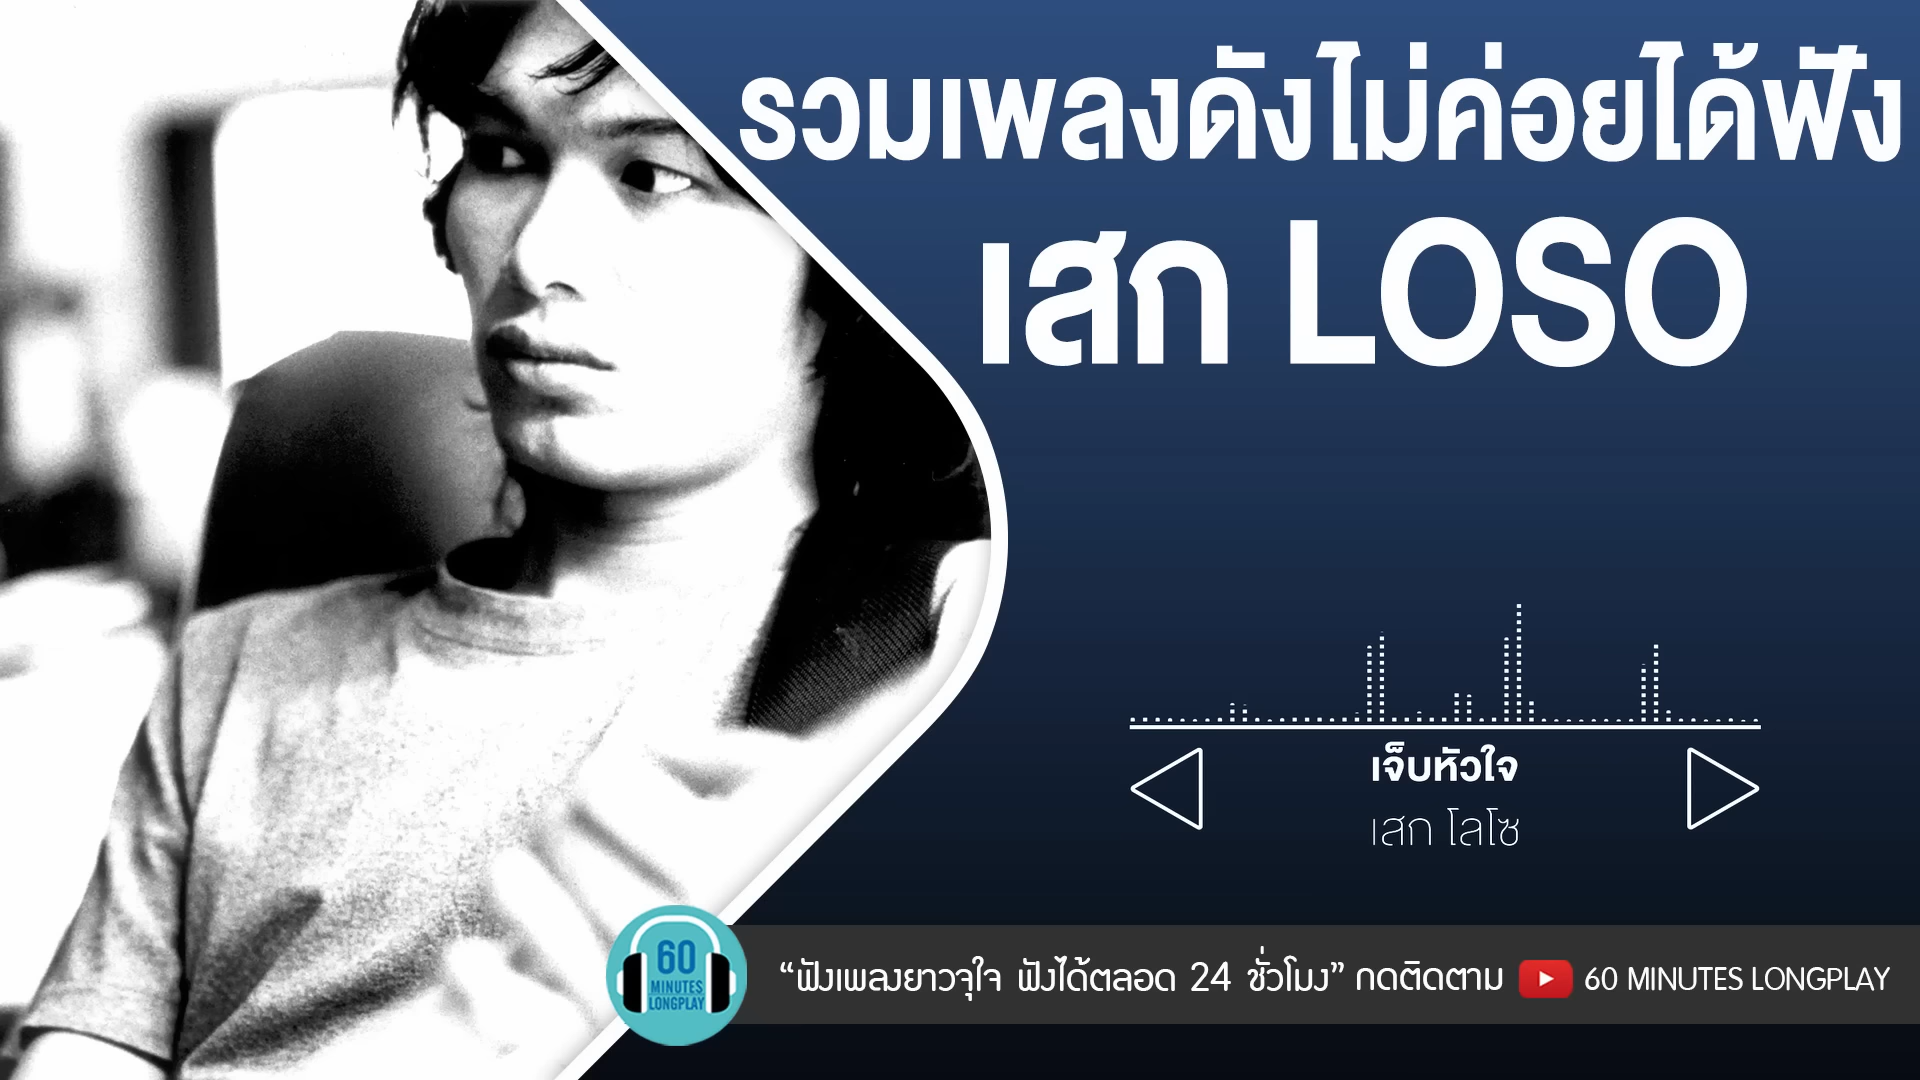 รวมเพลงดังไม่ค่อยได้ฟัง
เสก LOSO
เจ็บหัวใจ
เสก โลโซ
60
MINUTES
LONGPLAY
“ฟังเพลงยาวจุใจ ฟังได้ตลอด 24 ชั่วโมง” กดติดตาม 60 MINUTES LONGPLAY